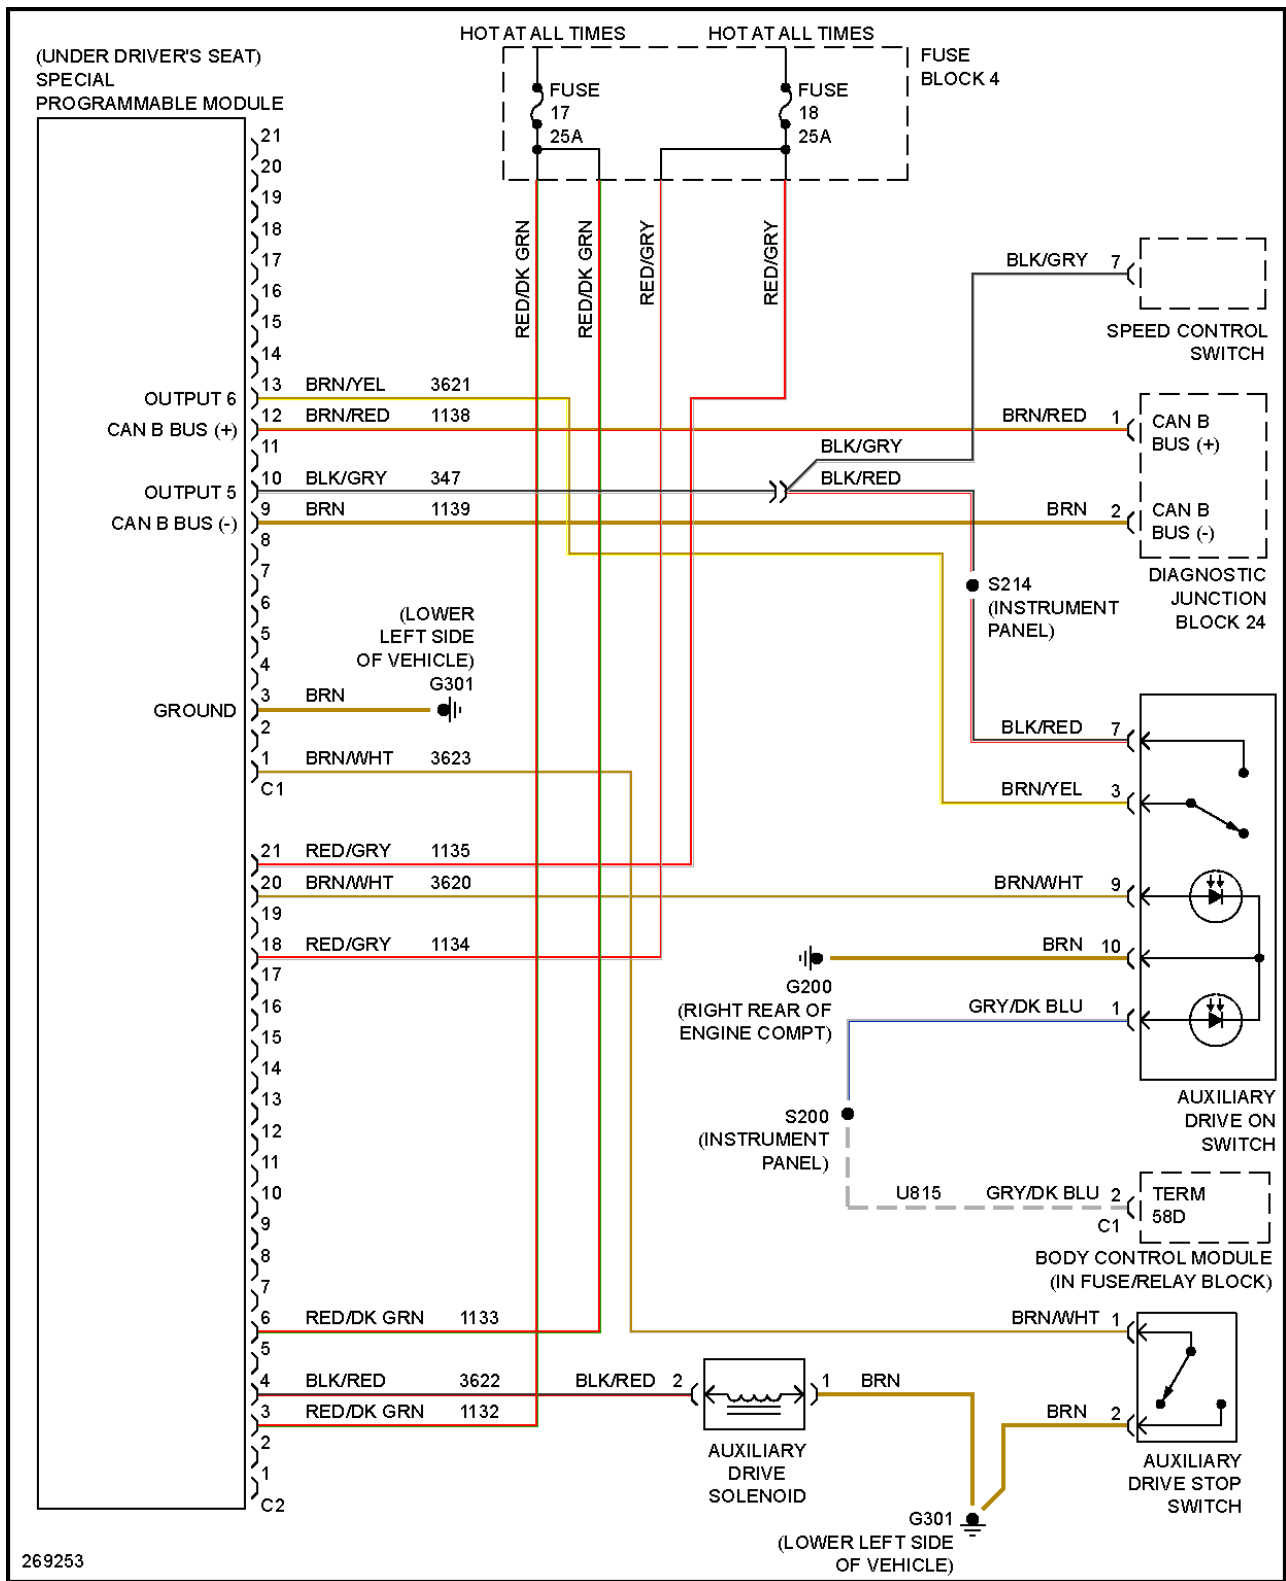 HOT AT ALL TIMES
HOT AT ALL TIMES
(UNDER DRIVER'S SEAT)
SPECIAL
PROGRAMMABLE MODULE
FUSE
BLOCK 4
FUSE
17
25A
FUSE
18
25A
RED/DK GRN
RED/DK GRN
RED/GRY
RED/GRY
21
20
19
18
17
16
15
14
OUTPUT 6
13
BRN/YEL
3621
CAN B BUS (+)
12
BRN/RED
1138
11
OUTPUT 5
10
BLK/GRY
347
CAN B BUS (-)
9
BRN
1139
8
7
6
5
4
GROUND
3
BRN
(LOWER
LEFT SIDE
OF VEHICLE)
G301
2
1
BRN/WHT
3623
C1
21
RED/GRY
1135
20
BRN/WHT
3620
19
18
RED/GRY
1134
17
16
15
14
13
12
11
10
9
8
7
6
RED/DK GRN
1133
5
4
BLK/RED
3622
3
RED/DK GRN
1132
2
1
C2
BLK/GRY
7
SPEED CONTROL
SWITCH
BLK/GRY
BLK/RED
BRN/RED
1
CAN B
BUS (+)
BRN
2
CAN B
BUS (-)
DIAGNOSTIC
JUNCTION
BLOCK 24
S214
(INSTRUMENT
PANEL)
BLK/RED
7
BRN/YEL
3
BRN/WHT
9
BRN
10
G200
(RIGHT REAR OF
ENGINE COMPT)
GRY/DK BLU
1
AUXILIARY
DRIVE ON
SWITCH
S200
(INSTRUMENT
PANEL)
U815
GRY/DK BLU
2
C1
TERM
58D
BODY CONTROL MODULE
(IN FUSE/RELAY BLOCK)
BRN/WHT
1
BRN
2
AUXILIARY
DRIVE STOP
SWITCH
BLK/RED
2
1
BRN
AUXILIARY
DRIVE
SOLENOID
G301
(LOWER LEFT SIDE
OF VEHICLE)
269253